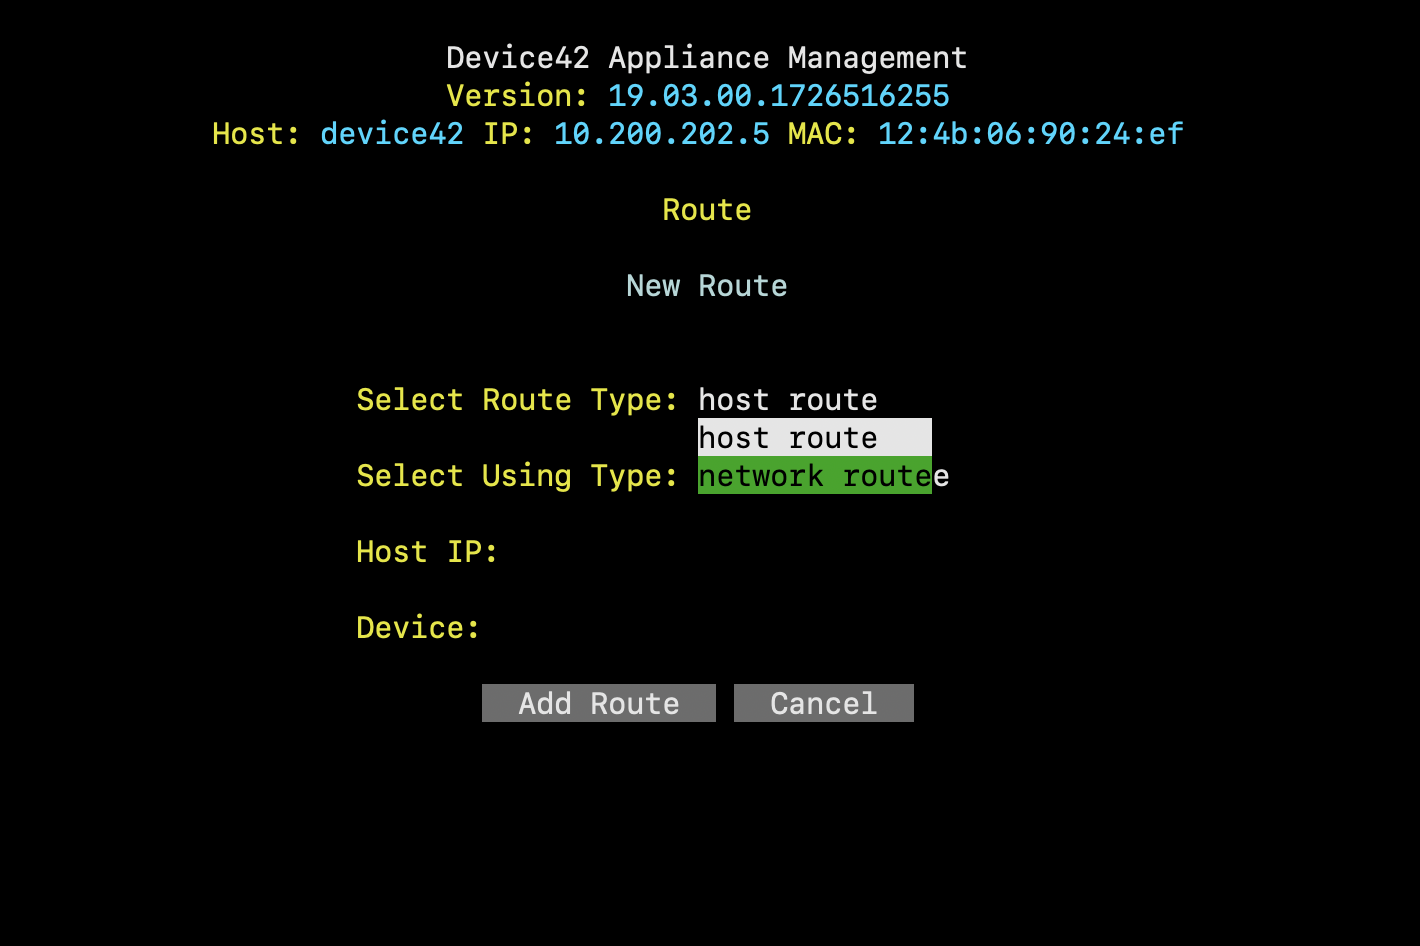 Device42 Appliance Management
Version: 19.03.00.1726516255
Host: device42 IP: 10.200.202.5 MAC: 12:4b:06:90:24:ef
Route
New Route
Select Route Type: host route
host route
Select Using Type: network routee
Host IP:
Device:
Add Route Cancel